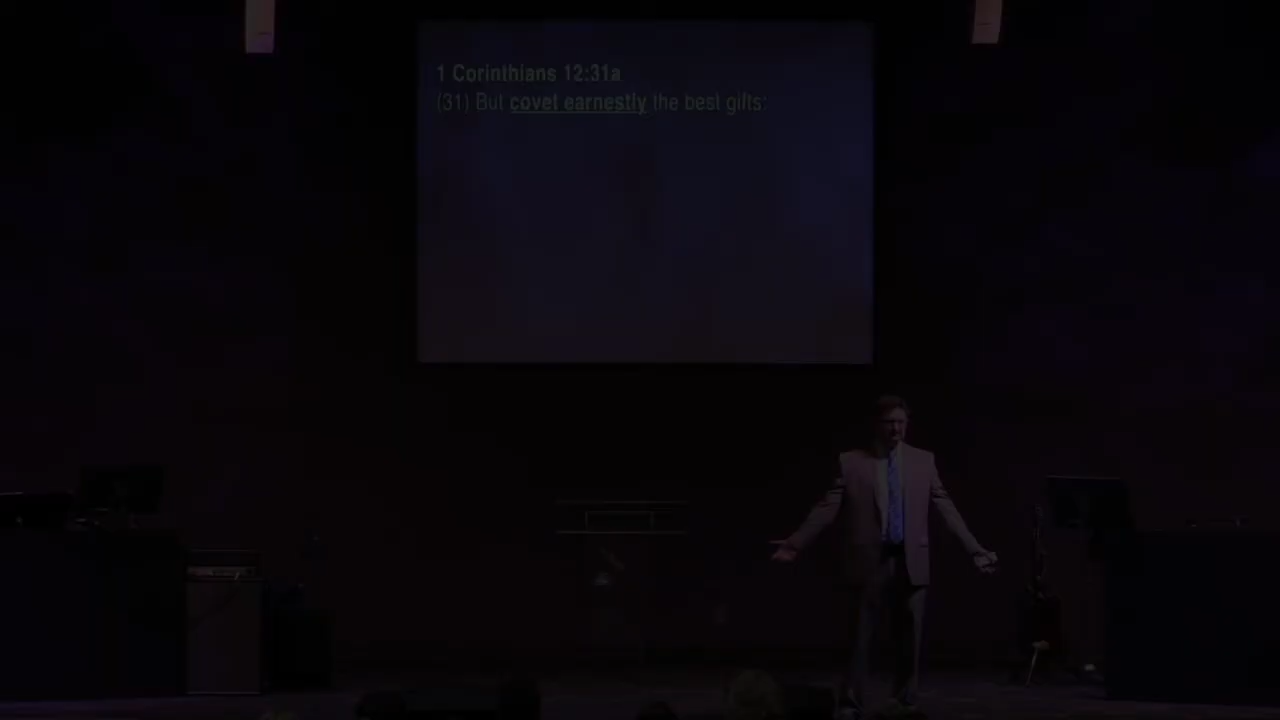 1 Corinthians 12:31a
(31) But covet earnestly the best gifts: